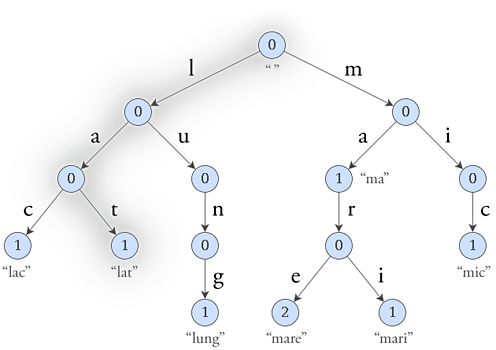 0
“ ”
l
m
0
0
a
u
a
i
0
0
1 “ma”
0
c
t
n
r
c
1
1
0
0
1
“lac”
“lat”
“mic”
g
e
i
1
2
1
“lung”
“mare”
“mari”